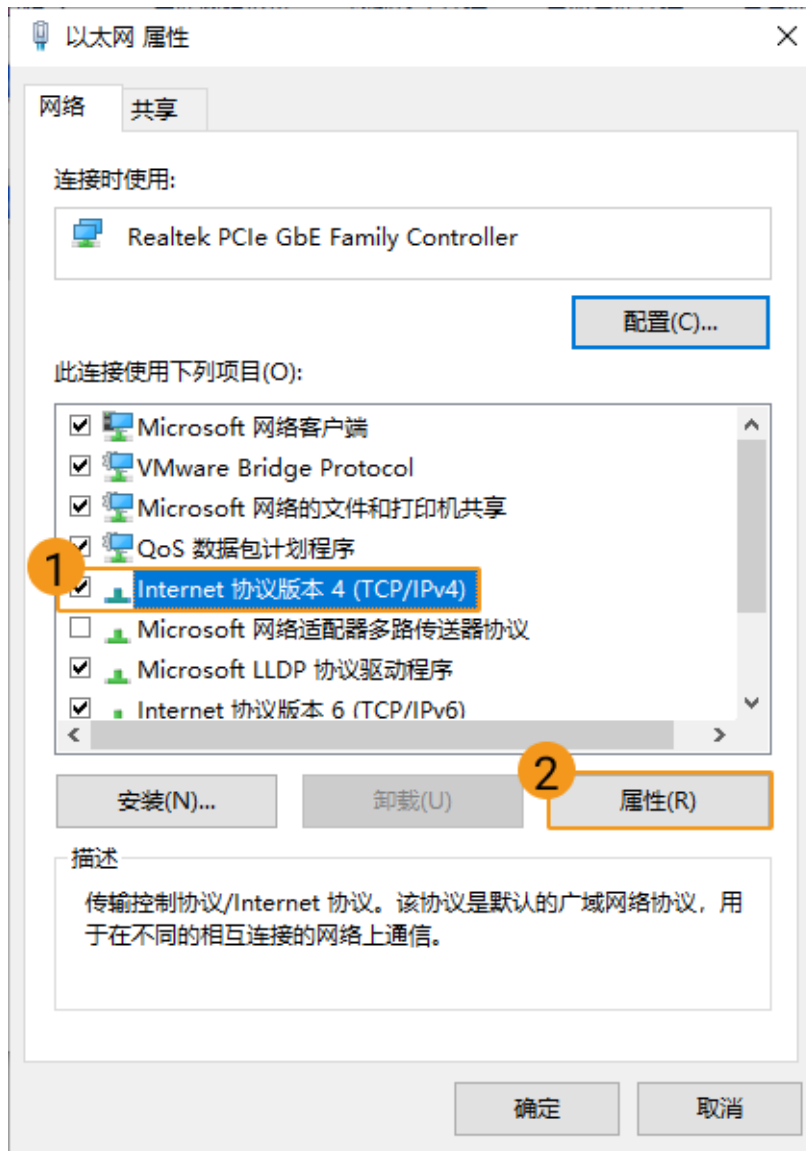 以太网 属性
网络
共享
连接时使用:
Realtek PCIe GbE Family Controller
配置(C)...
此连接使用下列项目(O):
Microsoft 网络客户端
VMware Bridge Protocol
Microsoft 网络的文件和打印机共享
QoS 数据包计划程序
1
Internet 协议版本 4 (TCP/IPv4)
Microsoft 网络适配器多路传送器协议
Microsoft LLDP 协议驱动程序
Internet 协议版本 6 (TCP/IPv6)
安装(N)...
卸载(U)
2
属性(R)
描述
传输控制协议/Internet 协议。该协议是默认的广域网络协议，用
于在不同的相互连接的网络上通信。
确定
取消